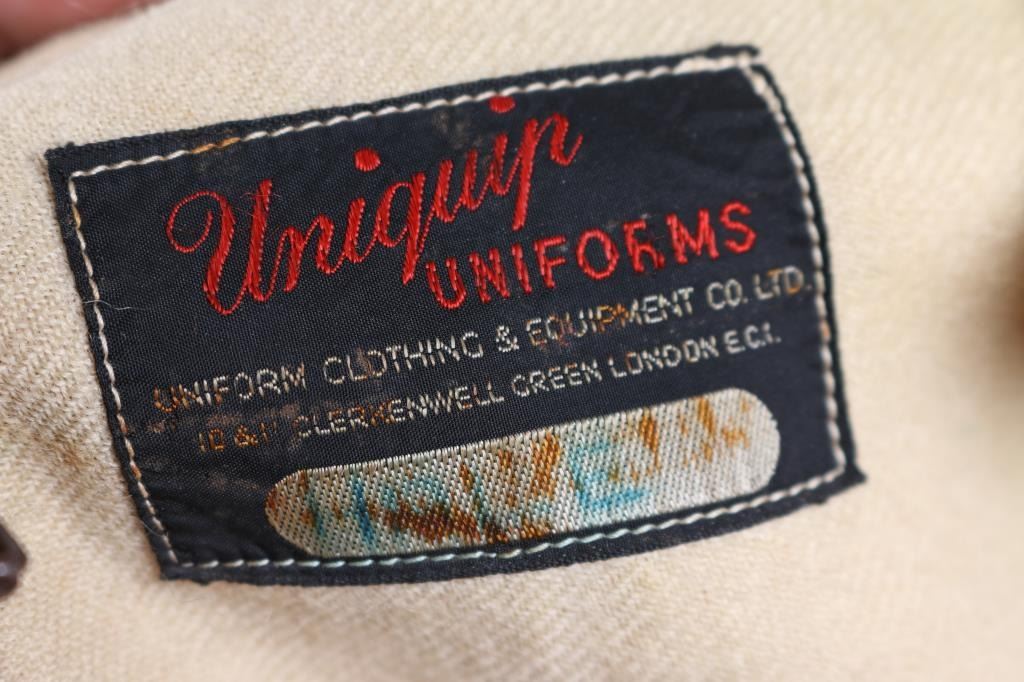 Uniquip
UNIFORMS
UNIFORM CLOTHING & EQUIPMENT CO. LTD.
10 & 11 CLERKENWELL GREEN LONDON E.C.1.